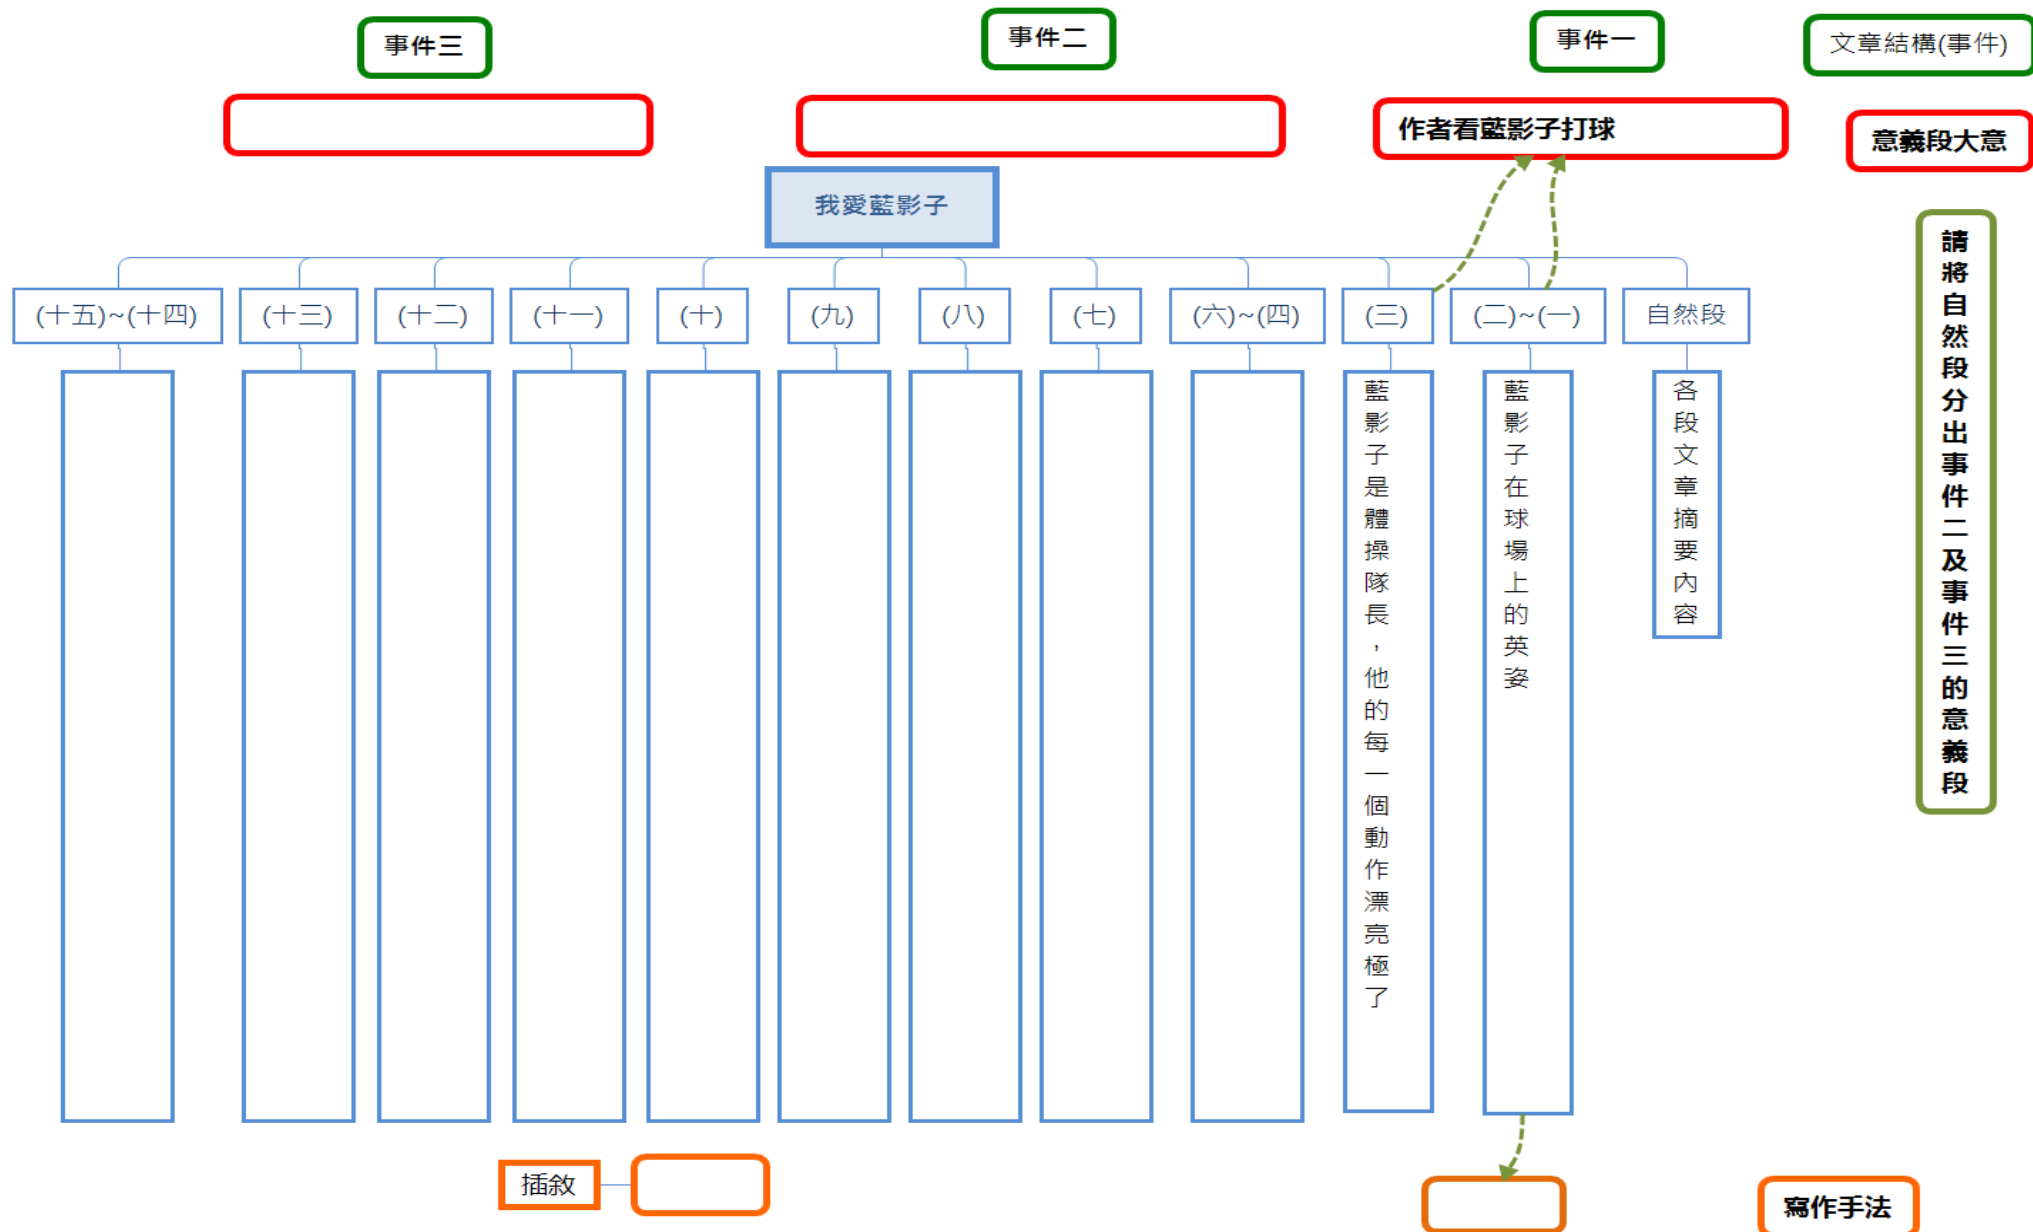 文章結構(事件)
事件一
事件二
事件三
意義段大意
作者看藍影子打球
我愛藍影子
請將自然段分出事件二及事件三的意義段
自然段
(二)~(一)
(三)
(六)~(四)
(七)
(八)
(九)
(十)
(十一)
(十二)
(十三)
(十五)~(十四)
各段文章摘要內容
藍影子在球場上的英姿
藍影子是體操隊長，他的每一個動作漂亮極了
寫作手法
插敘